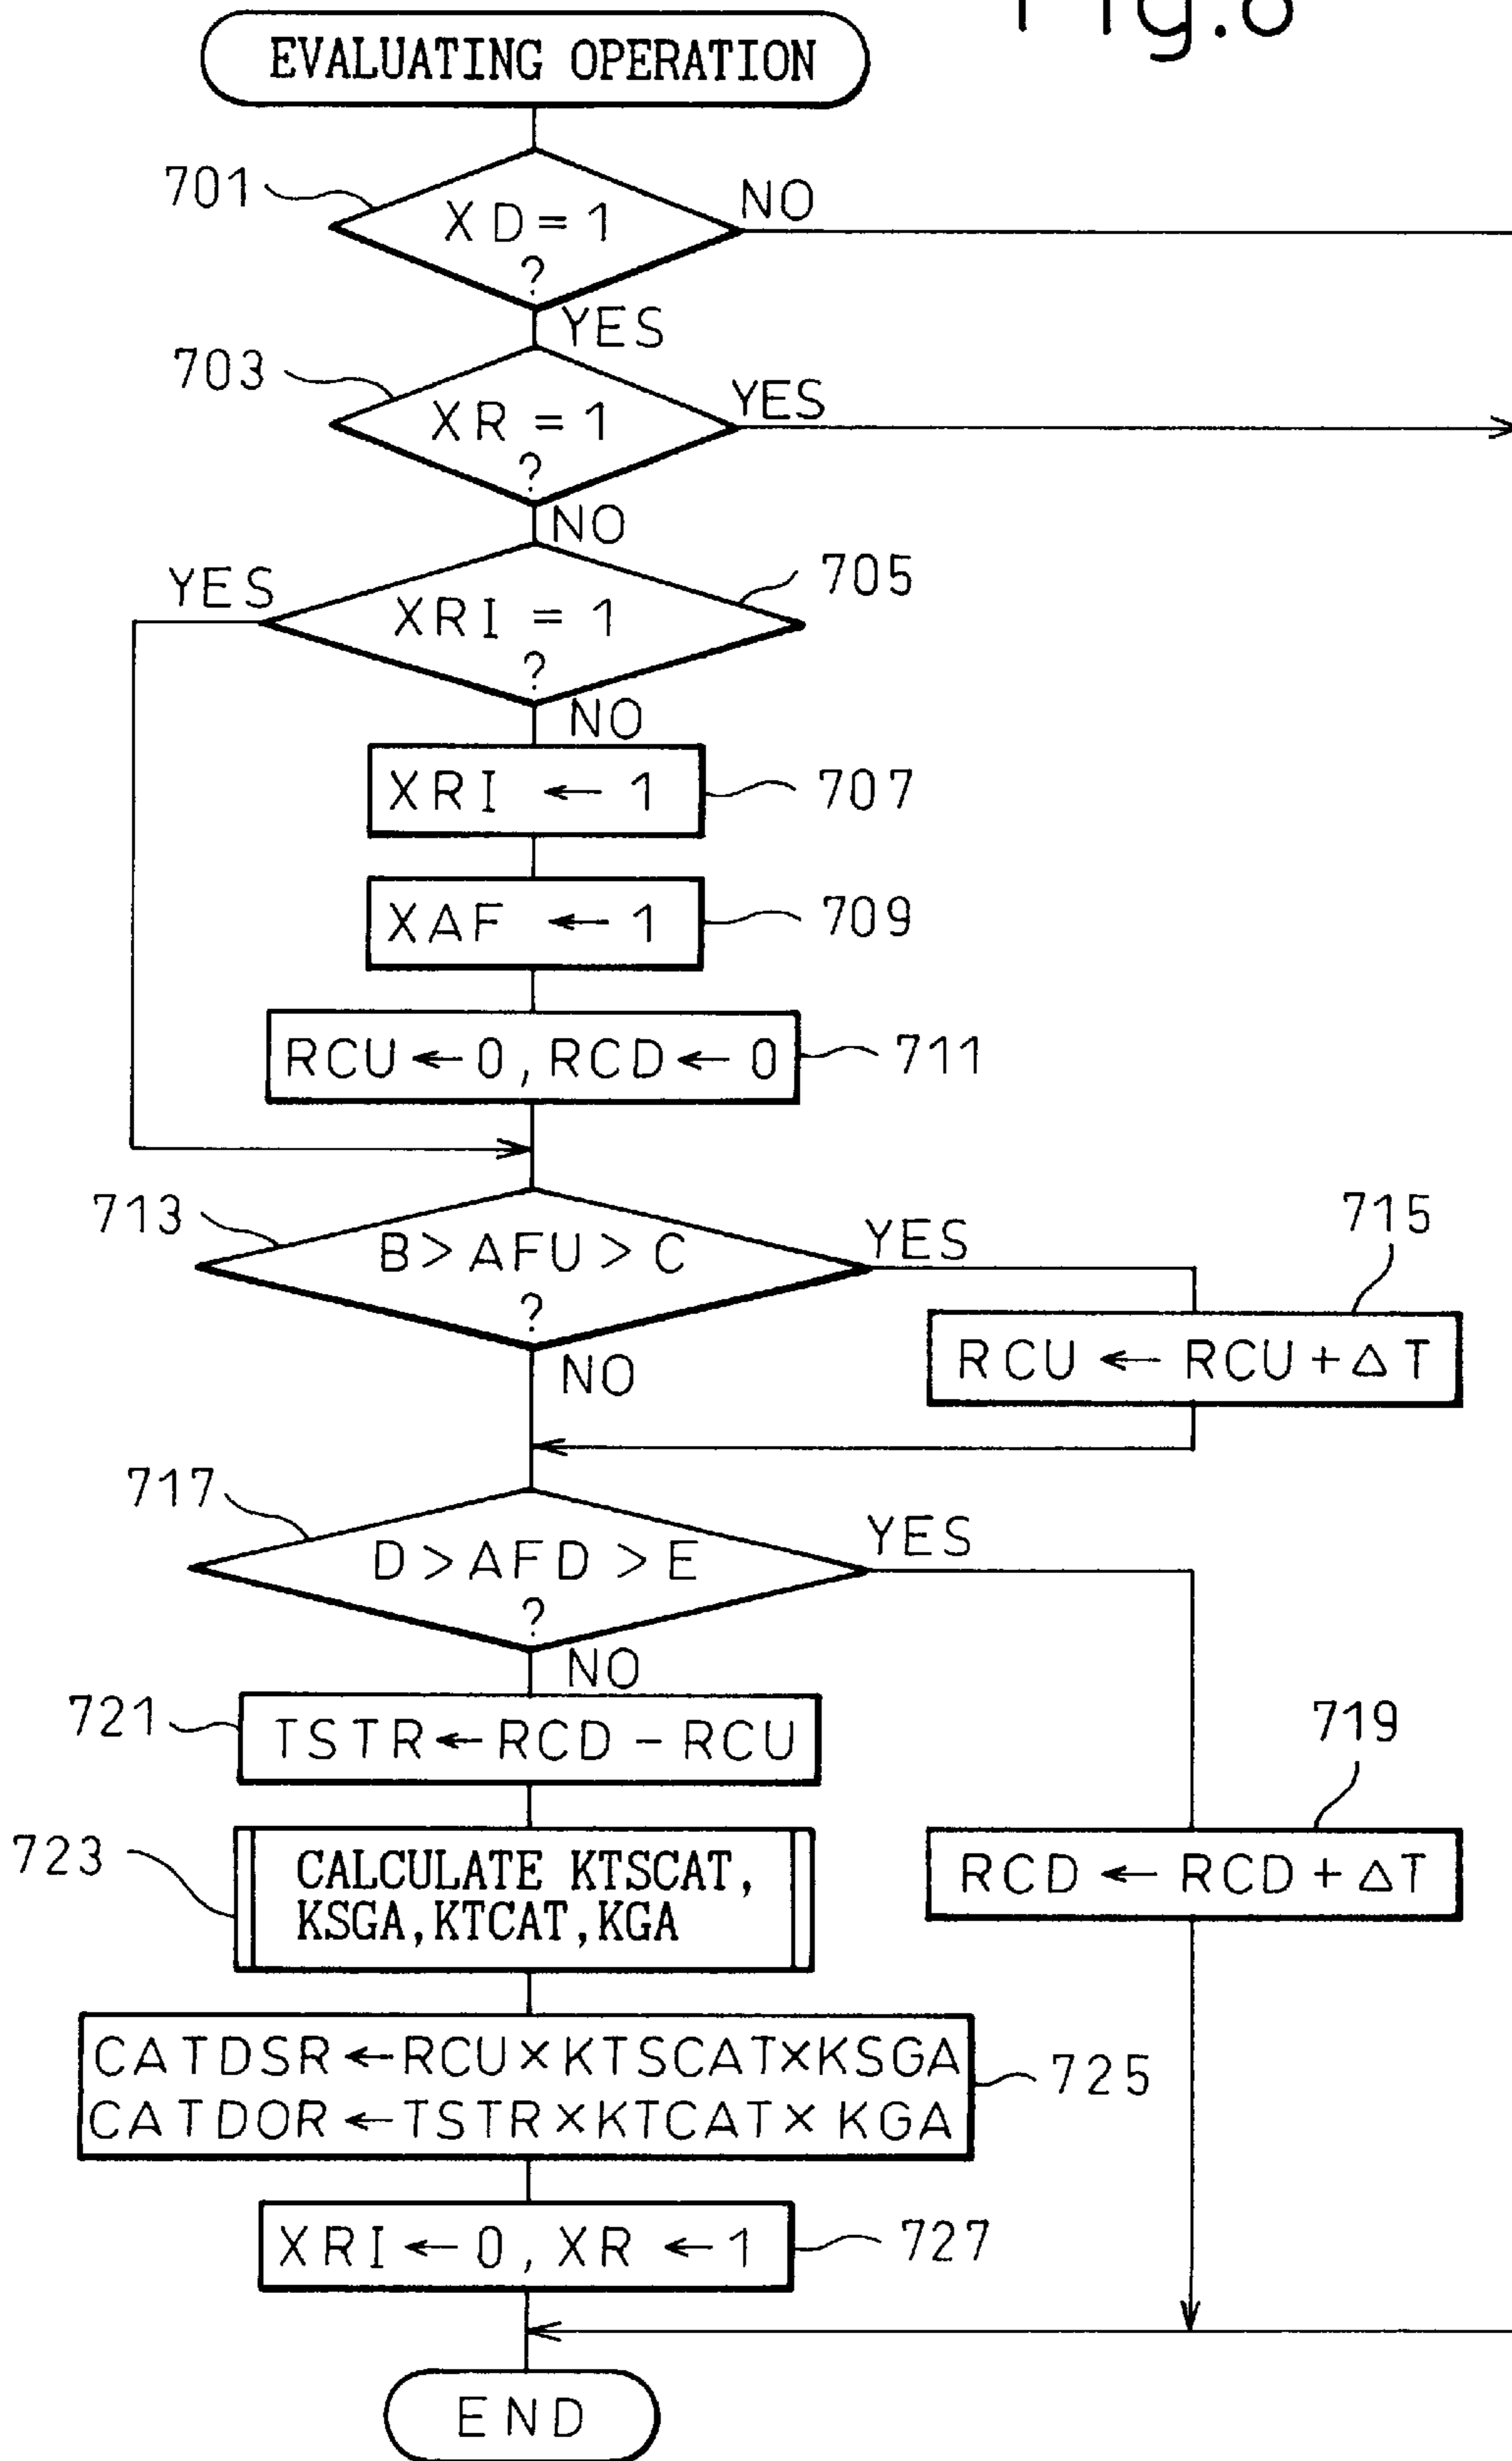 Fig.8
EVALUATING OPERATION
701
XD=1
?
NO
YES
703
XR=1
?
YES
NO
705
YES
XRI=1
?
NO
XRI ← 1
707
XAF ← 1
709
RCU←0,RCD←0
711
713
B>AFU>C
?
YES
NO
715
RCU ← RCU+△T
717
D>AFD>E
?
YES
NO
721
TSTR←RCD-RCU
719
RCD ← RCD+△T
723
CALCULATE KTSCAT,
KSGA,KTCAT,KGA
CATDSR←RCU×KTSCAT×KSGA
CATDOR←TSTR×KTCAT×KGA
725
XRI←0,XR←1
727
END